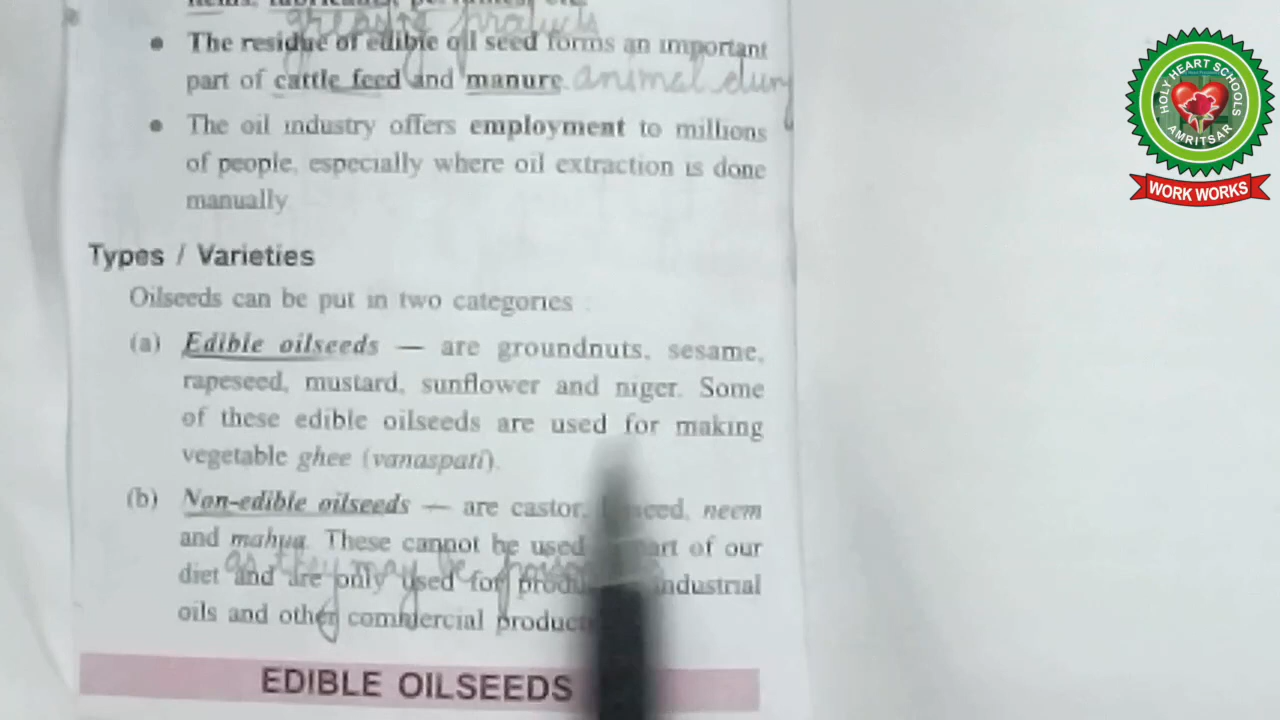 greasing products
The residue of edible oil seed forms an important
part of cattle feed and manure. animal dung
The oil industry offers employment to millions
of people, especially where oil extraction is done
manually
Types / Varieties
Oilseeds can be put in two categories :
(a) Edible oilseeds — are groundnuts, sesame,
rapeseed, mustard, sunflower and niger. Some
of these edible oilseeds are used for making
vegetable ghee (vanaspati).
(b) Non-edible oilseeds — are castor, neem
and mahua. These cannot be used of our
as they may be
diet and are only used for industrial
oils and other commercial
EDIBLE OILSEEDS
HOLY HEART SCHOOLS
AMRITSAR
WORK WORKS